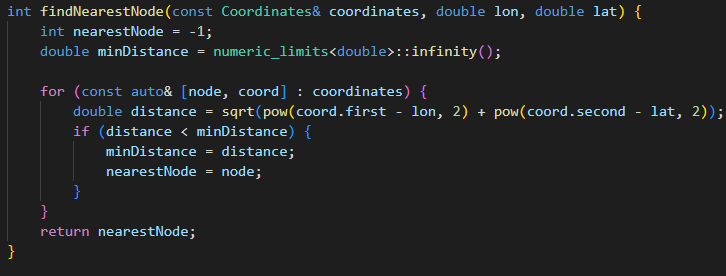 int findNearestNode(const Coordinates& coordinates, double lon, double lat) {
    int nearestNode = -1;
    double minDistance = numeric_limits<double>::infinity();

    for (const auto& [node, coord] : coordinates) {
        double distance = sqrt(pow(coord.first - lon, 2) + pow(coord.second - lat, 2));
        if (distance < minDistance) {
            minDistance = distance;
            nearestNode = node;
        }
    }
    return nearestNode;
}